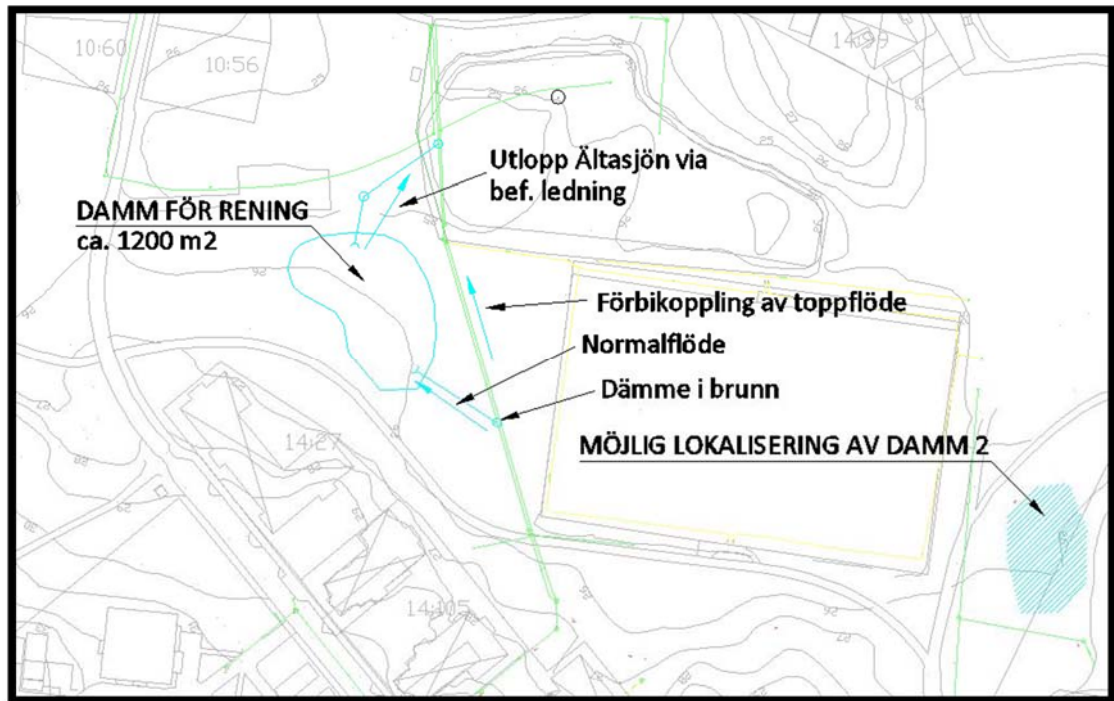 10:60
10:56
14:99
Utlopp Ältasjön via
bef. ledning
DAMM FÖR RENING
ca. 1200 m2
Förbikoppling av toppflöde
Normalflöde
Dämme i brunn
MÖJLIG LOKALISERING AV DAMM 2
14:27
14:105